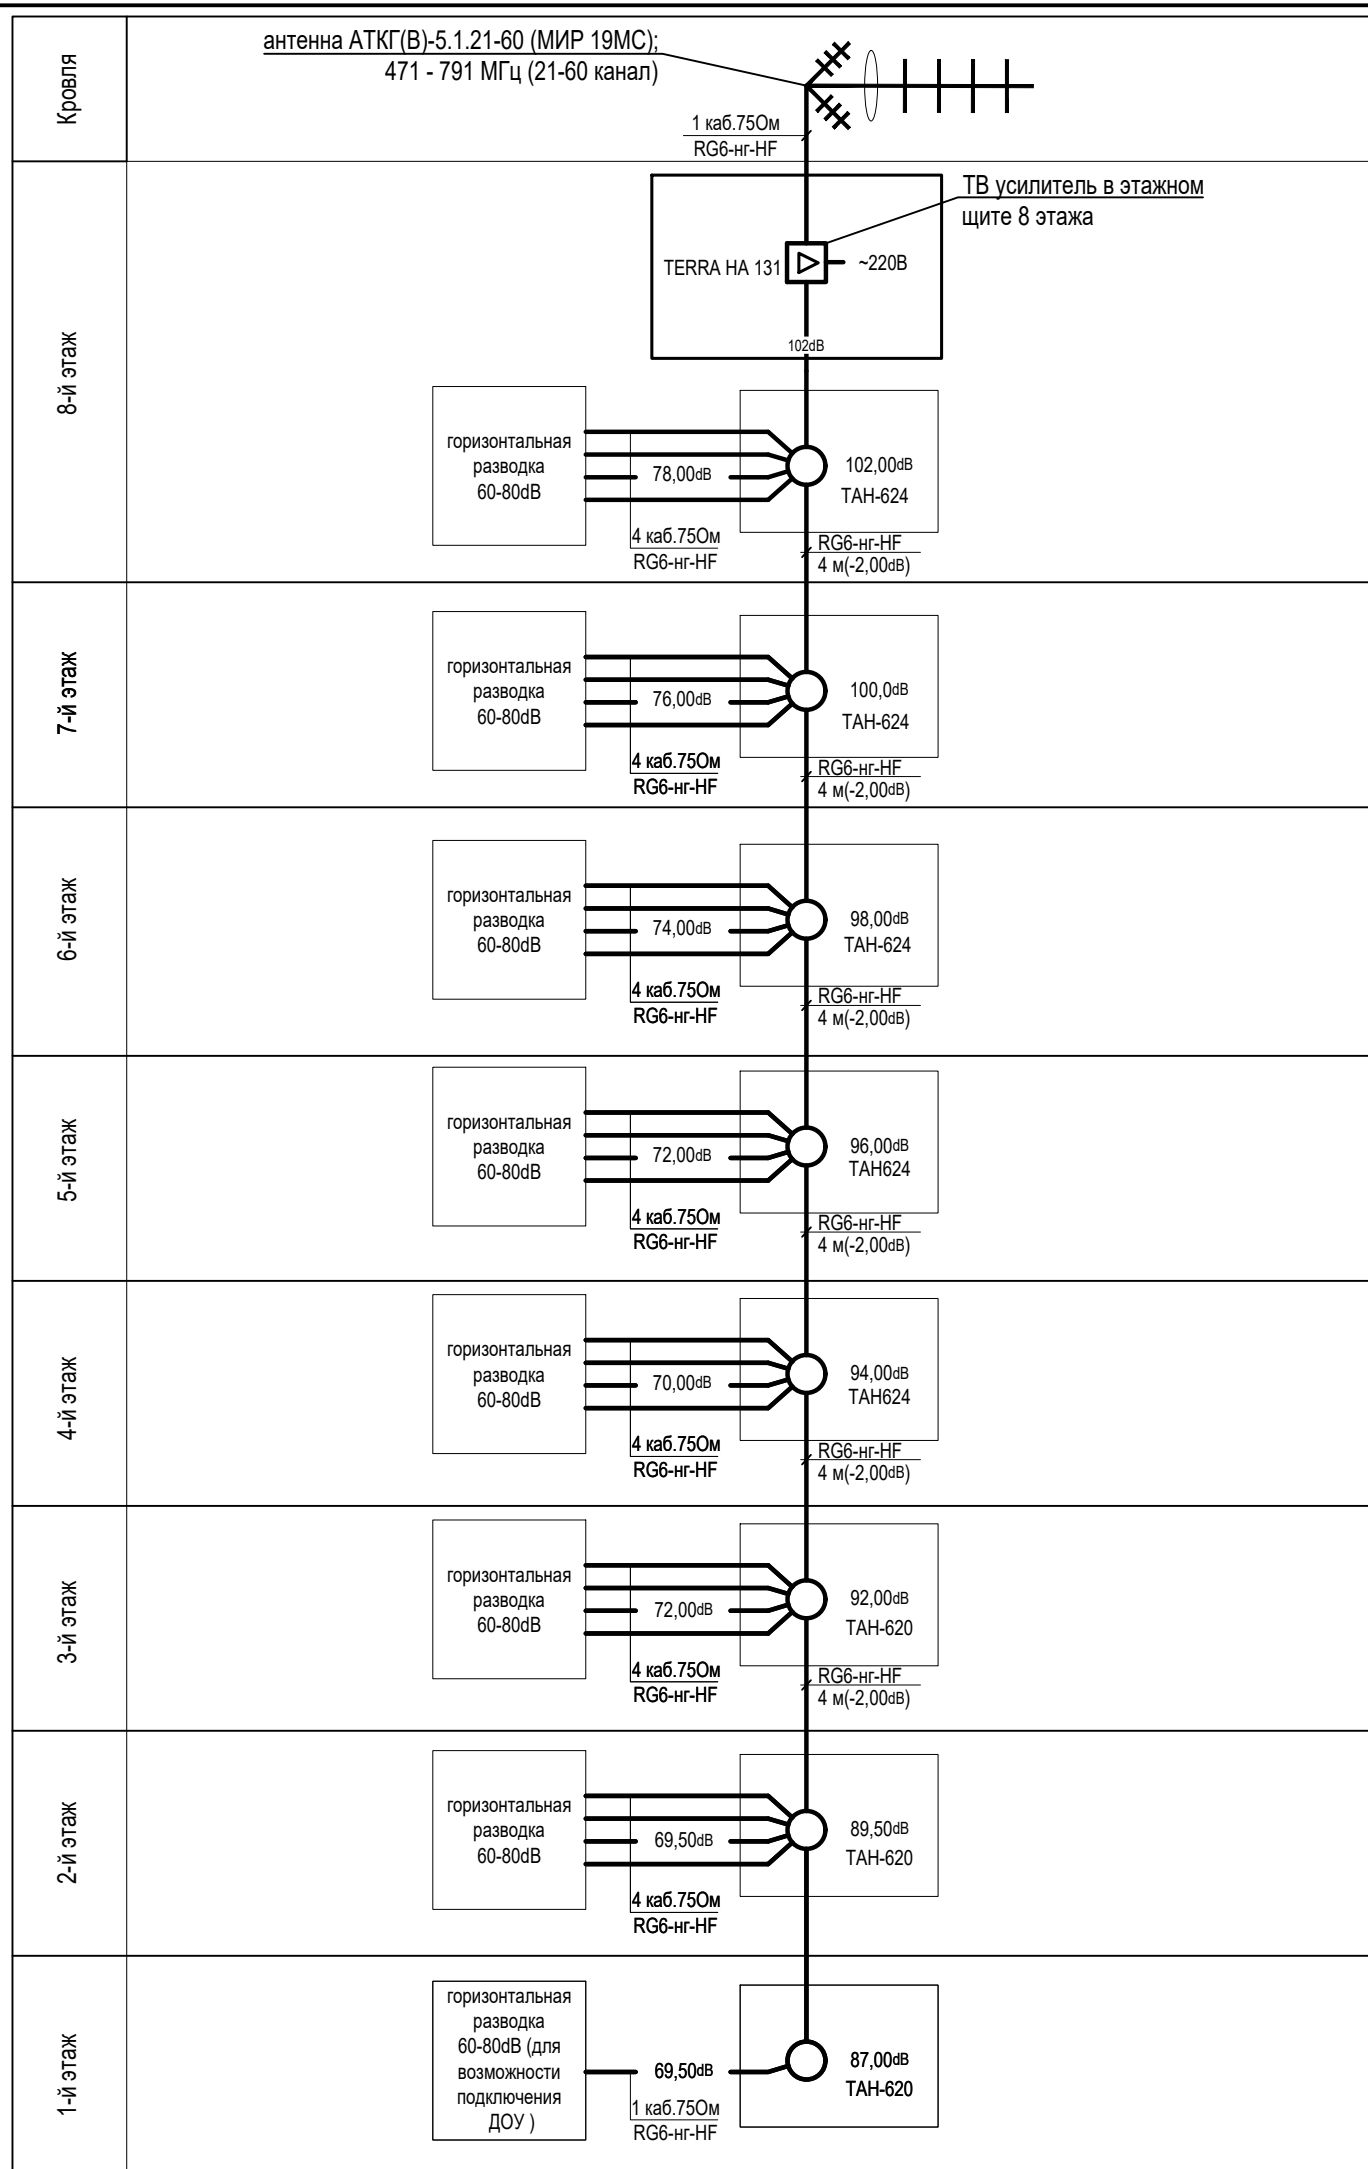 Кровля
антенна АТКГ(В)-5.1.21-60 (МИР 19МС);
471 - 791 МГц (21-60 канал)
1 каб.75Ом
RG6-нг-HF
8-й этаж
ТВ усилитель в этажном
щите 8 этажа
TERRA HA 131
~220В
102dB
горизонтальная
разводка
60-80dB
78,00dB
102,00dB
ТАН-624
4 каб.75Ом
RG6-нг-HF
RG6-нг-HF
4 м(-2,00dB)
7-й этаж
горизонтальная
разводка
60-80dB
76,00dB
100,0dB
ТАН-624
4 каб.75Ом
RG6-нг-HF
RG6-нг-HF
4 м(-2,00dB)
6-й этаж
горизонтальная
разводка
60-80dB
74,00dB
98,00dB
ТАН-624
4 каб.75Ом
RG6-нг-HF
RG6-нг-HF
4 м(-2,00dB)
5-й этаж
горизонтальная
разводка
60-80dB
72,00dB
96,00dB
ТАН624
4 каб.75Ом
RG6-нг-HF
RG6-нг-HF
4 м(-2,00dB)
4-й этаж
горизонтальная
разводка
60-80dB
70,00dB
94,00dB
ТАН624
4 каб.75Ом
RG6-нг-HF
RG6-нг-HF
4 м(-2,00dB)
3-й этаж
горизонтальная
разводка
60-80dB
72,00dB
92,00dB
ТАН-620
4 каб.75Ом
RG6-нг-HF
RG6-нг-HF
4 м(-2,00dB)
2-й этаж
горизонтальная
разводка
60-80dB
69,50dB
89,50dB
ТАН-620
4 каб.75Ом
RG6-нг-HF
1-й этаж
горизонтальная
разводка
60-80dB (для
возможности
подключения
ДОУ )
69,50dB
87,00dB
ТАН-620
1 каб.75Ом
RG6-нг-HF